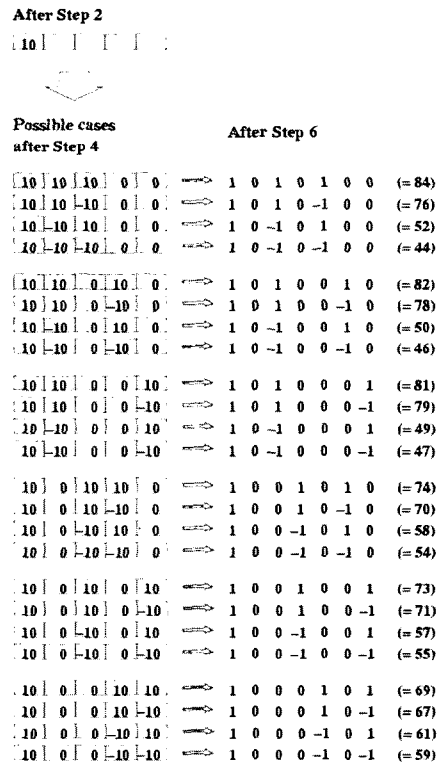 After Step 2
10
Possible cases
after Step 4
After Step 6
10 10 10 0 0 1 0 1 0 1 0 0 (= 84)
10 10 -10 0 0 1 0 1 0 -1 0 0 (= 76)
10 -10 10 0 0 1 0 -1 0 1 0 0 (= 52)
10 -10 -10 0 0 1 0 -1 0 -1 0 0 (= 44)
10 10 0 10 0 1 0 1 0 0 1 0 (= 82)
10 10 0 -10 0 1 0 1 0 0 -1 0 (= 78)
10 -10 0 10 0 1 0 -1 0 0 1 0 (= 50)
10 -10 0 -10 0 1 0 -1 0 0 -1 0 (= 46)
10 10 0 0 10 1 0 1 0 0 0 1 (= 81)
10 10 0 0 -10 1 0 1 0 0 0 -1 (= 79)
10 -10 0 0 10 1 0 -1 0 0 0 1 (= 49)
10 -10 0 0 -10 1 0 -1 0 0 0 -1 (= 47)
10 0 10 10 0 1 0 0 1 0 1 0 (= 74)
10 0 10 -10 0 1 0 0 1 0 -1 0 (= 70)
10 0 -10 10 0 1 0 0 -1 0 1 0 (= 58)
10 0 -10 -10 0 1 0 0 -1 0 -1 0 (= 54)
10 0 10 0 10 1 0 0 1 0 0 1 (= 73)
10 0 10 0 -10 1 0 0 1 0 0 -1 (= 71)
10 0 -10 0 10 1 0 0 -1 0 0 1 (= 57)
10 0 -10 0 -10 1 0 0 -1 0 0 -1 (= 55)
10 0 0 10 10 1 0 0 0 1 0 1 (= 69)
10 0 0 10 -10 1 0 0 0 1 0 -1 (= 67)
10 0 0 -10 10 1 0 0 0 -1 0 1 (= 61)
10 0 0 -10 -10 1 0 0 0 -1 0 -1 (= 59)